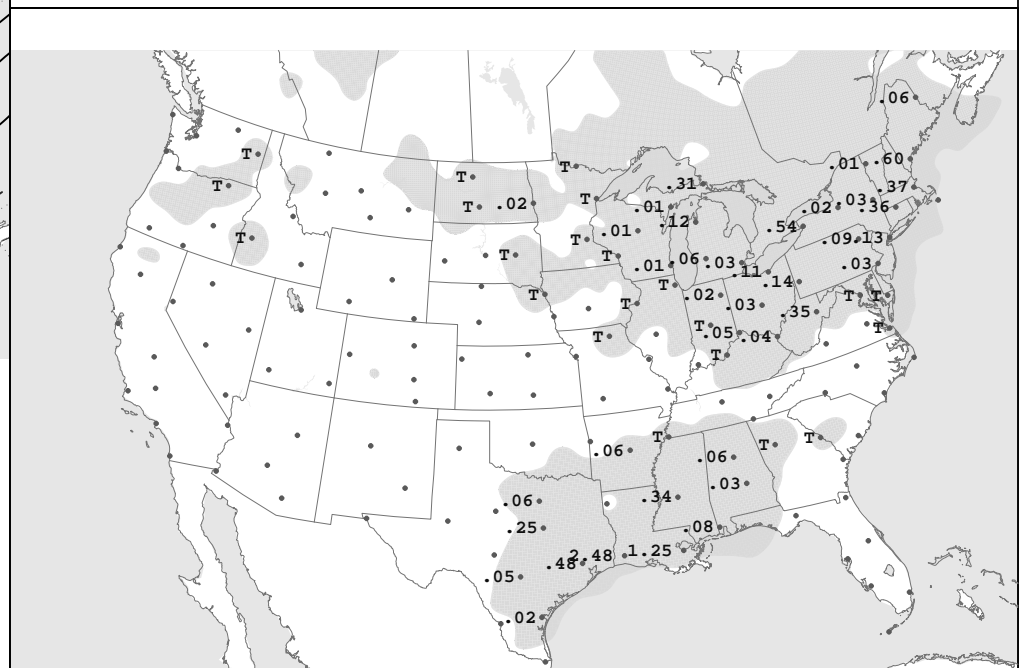 .06
T
.01 .60
T
T
T
.31
.37
T
T
T .02
.01
.02 .03 .36
.12
.54
T
.01
T
.09 .13
T
T
.01 .06 .03
.11
.03
T
.14
T
T
.02
T T
.03
.35
T
T
T
.05 .04
T
T
T
T
.06
.06
.03
.06
.34
.25
.08
2.48 1.25
.48
.05
.02